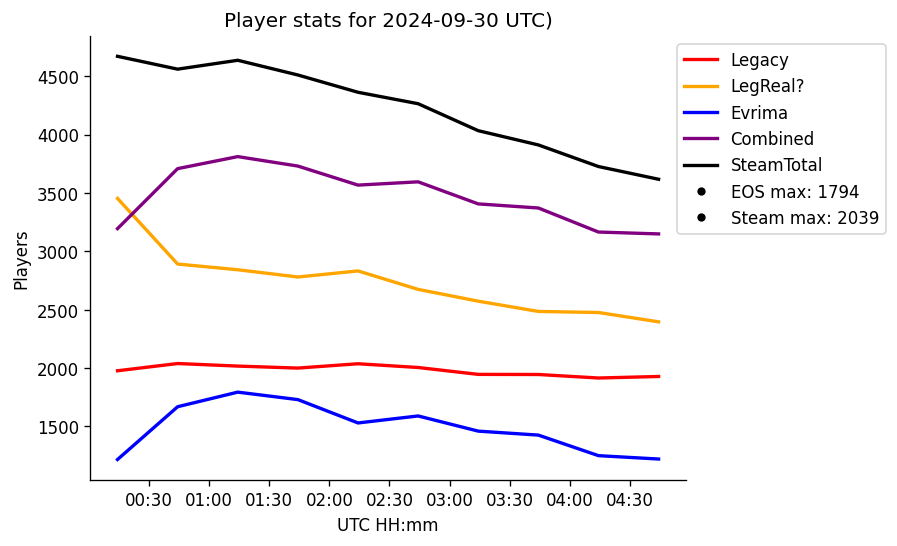 Player stats for 2024-09-30 UTC)
Legacy
LegReal?
Evrima
Combined
SteamTotal
EOS max: 1794
Steam max: 2039
Players
4500
4000
3500
3000
2500
2000
1500
00:30 01:00 01:30 02:00 02:30 03:00 03:30 04:00 04:30
UTC HH:mm